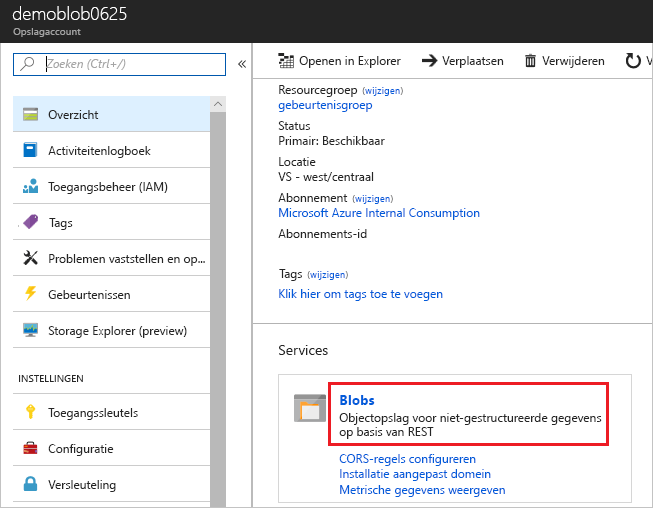 demoblob0625
Opslagaccount
Zoeken (Ctrl+/)
«
Overzicht
Activiteitenlogboek
Toegangsbeheer (IAM)
Tags
Problemen vaststellen en op...
Gebeurtenissen
Storage Explorer (preview)
INSTELLINGEN
Toegangssleutels
Configuratie
Versleuteling
Openen in Explorer
Verplaatsen
Verwijderen
Resourcegroep (wijzigen)
gebeurtenisgroep
Status
Primair: Beschikbaar
Locatie
VS - west/centraal
Abonnement (wijzigen)
Microsoft Azure Internal Consumption
Abonnements-id
Tags (wijzigen)
Klik hier om tags toe te voegen
Services
Blobs
Objectopslag voor niet-gestructureerde gegevens
op basis van REST
CORS-regels configureren
Installatie aangepast domein
Metrische gegevens weergeven